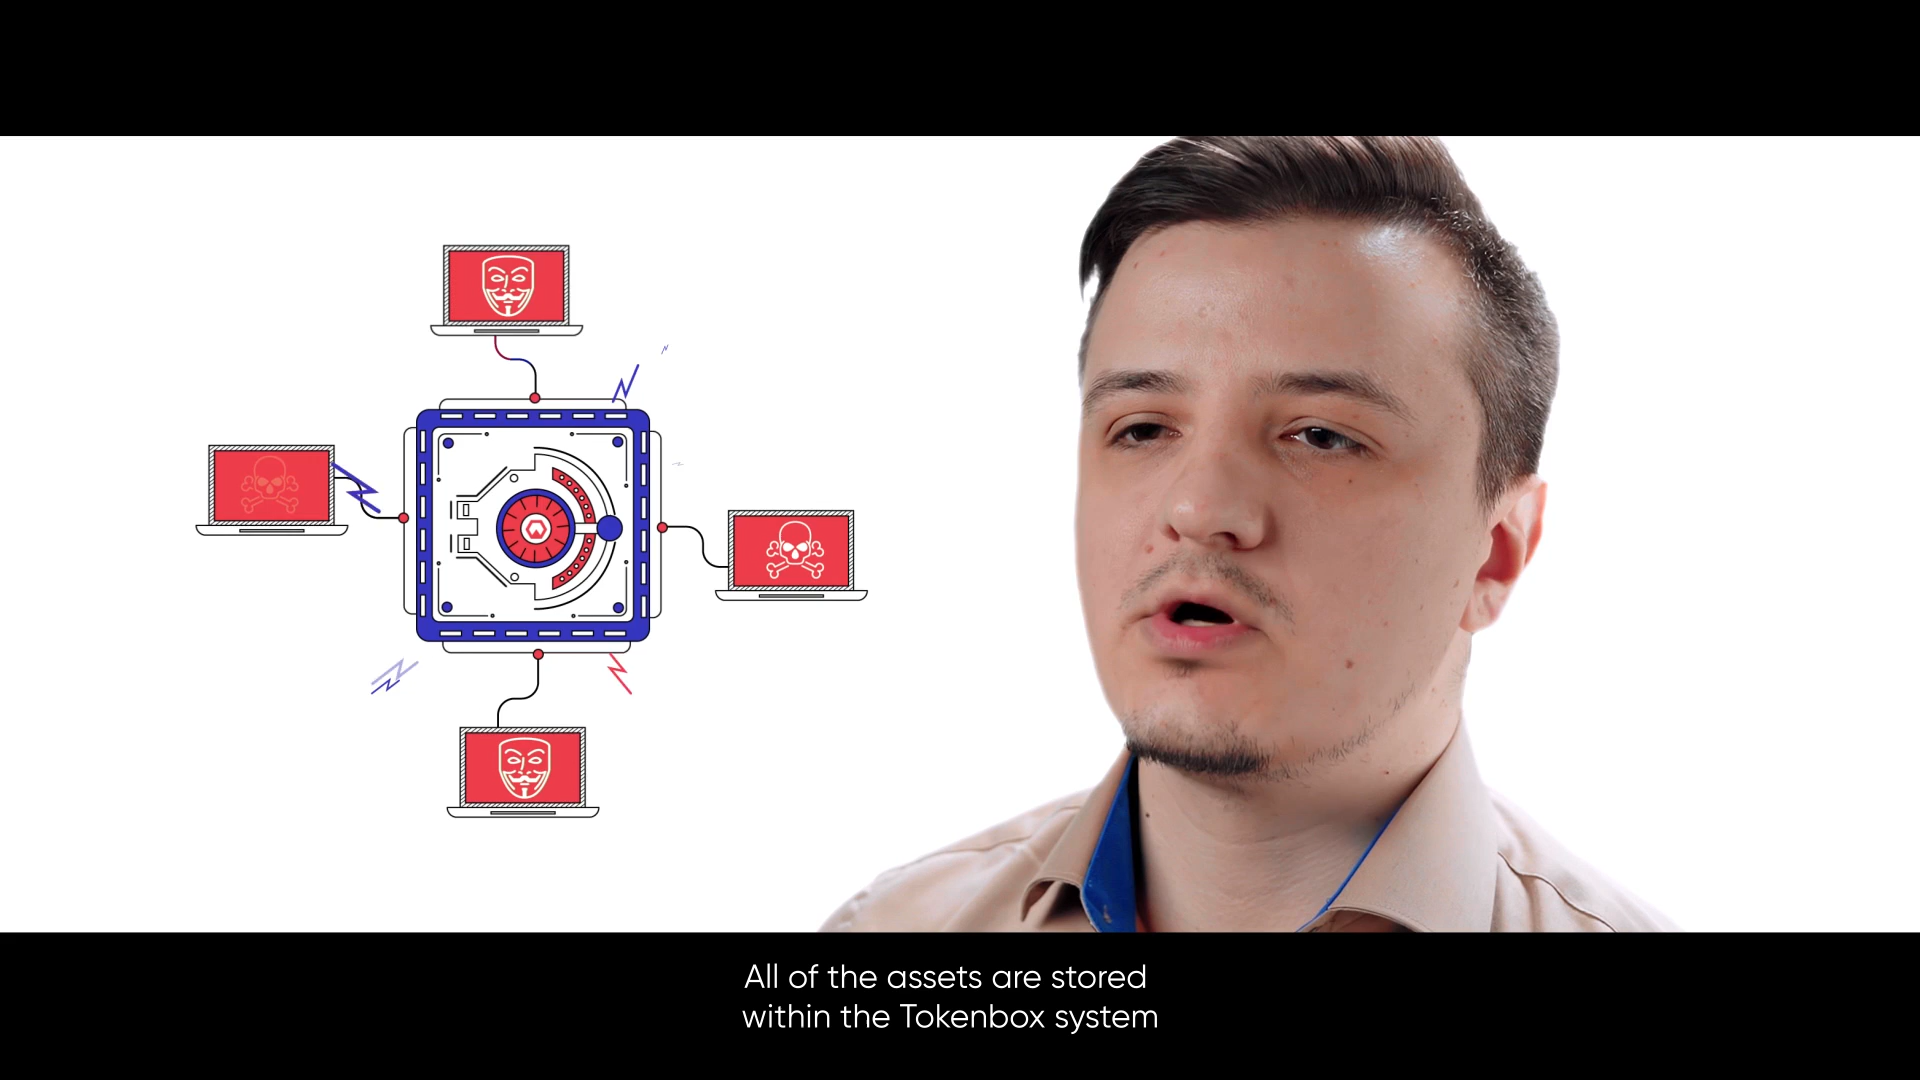 All of the assets are stored
within the Tokenbox system